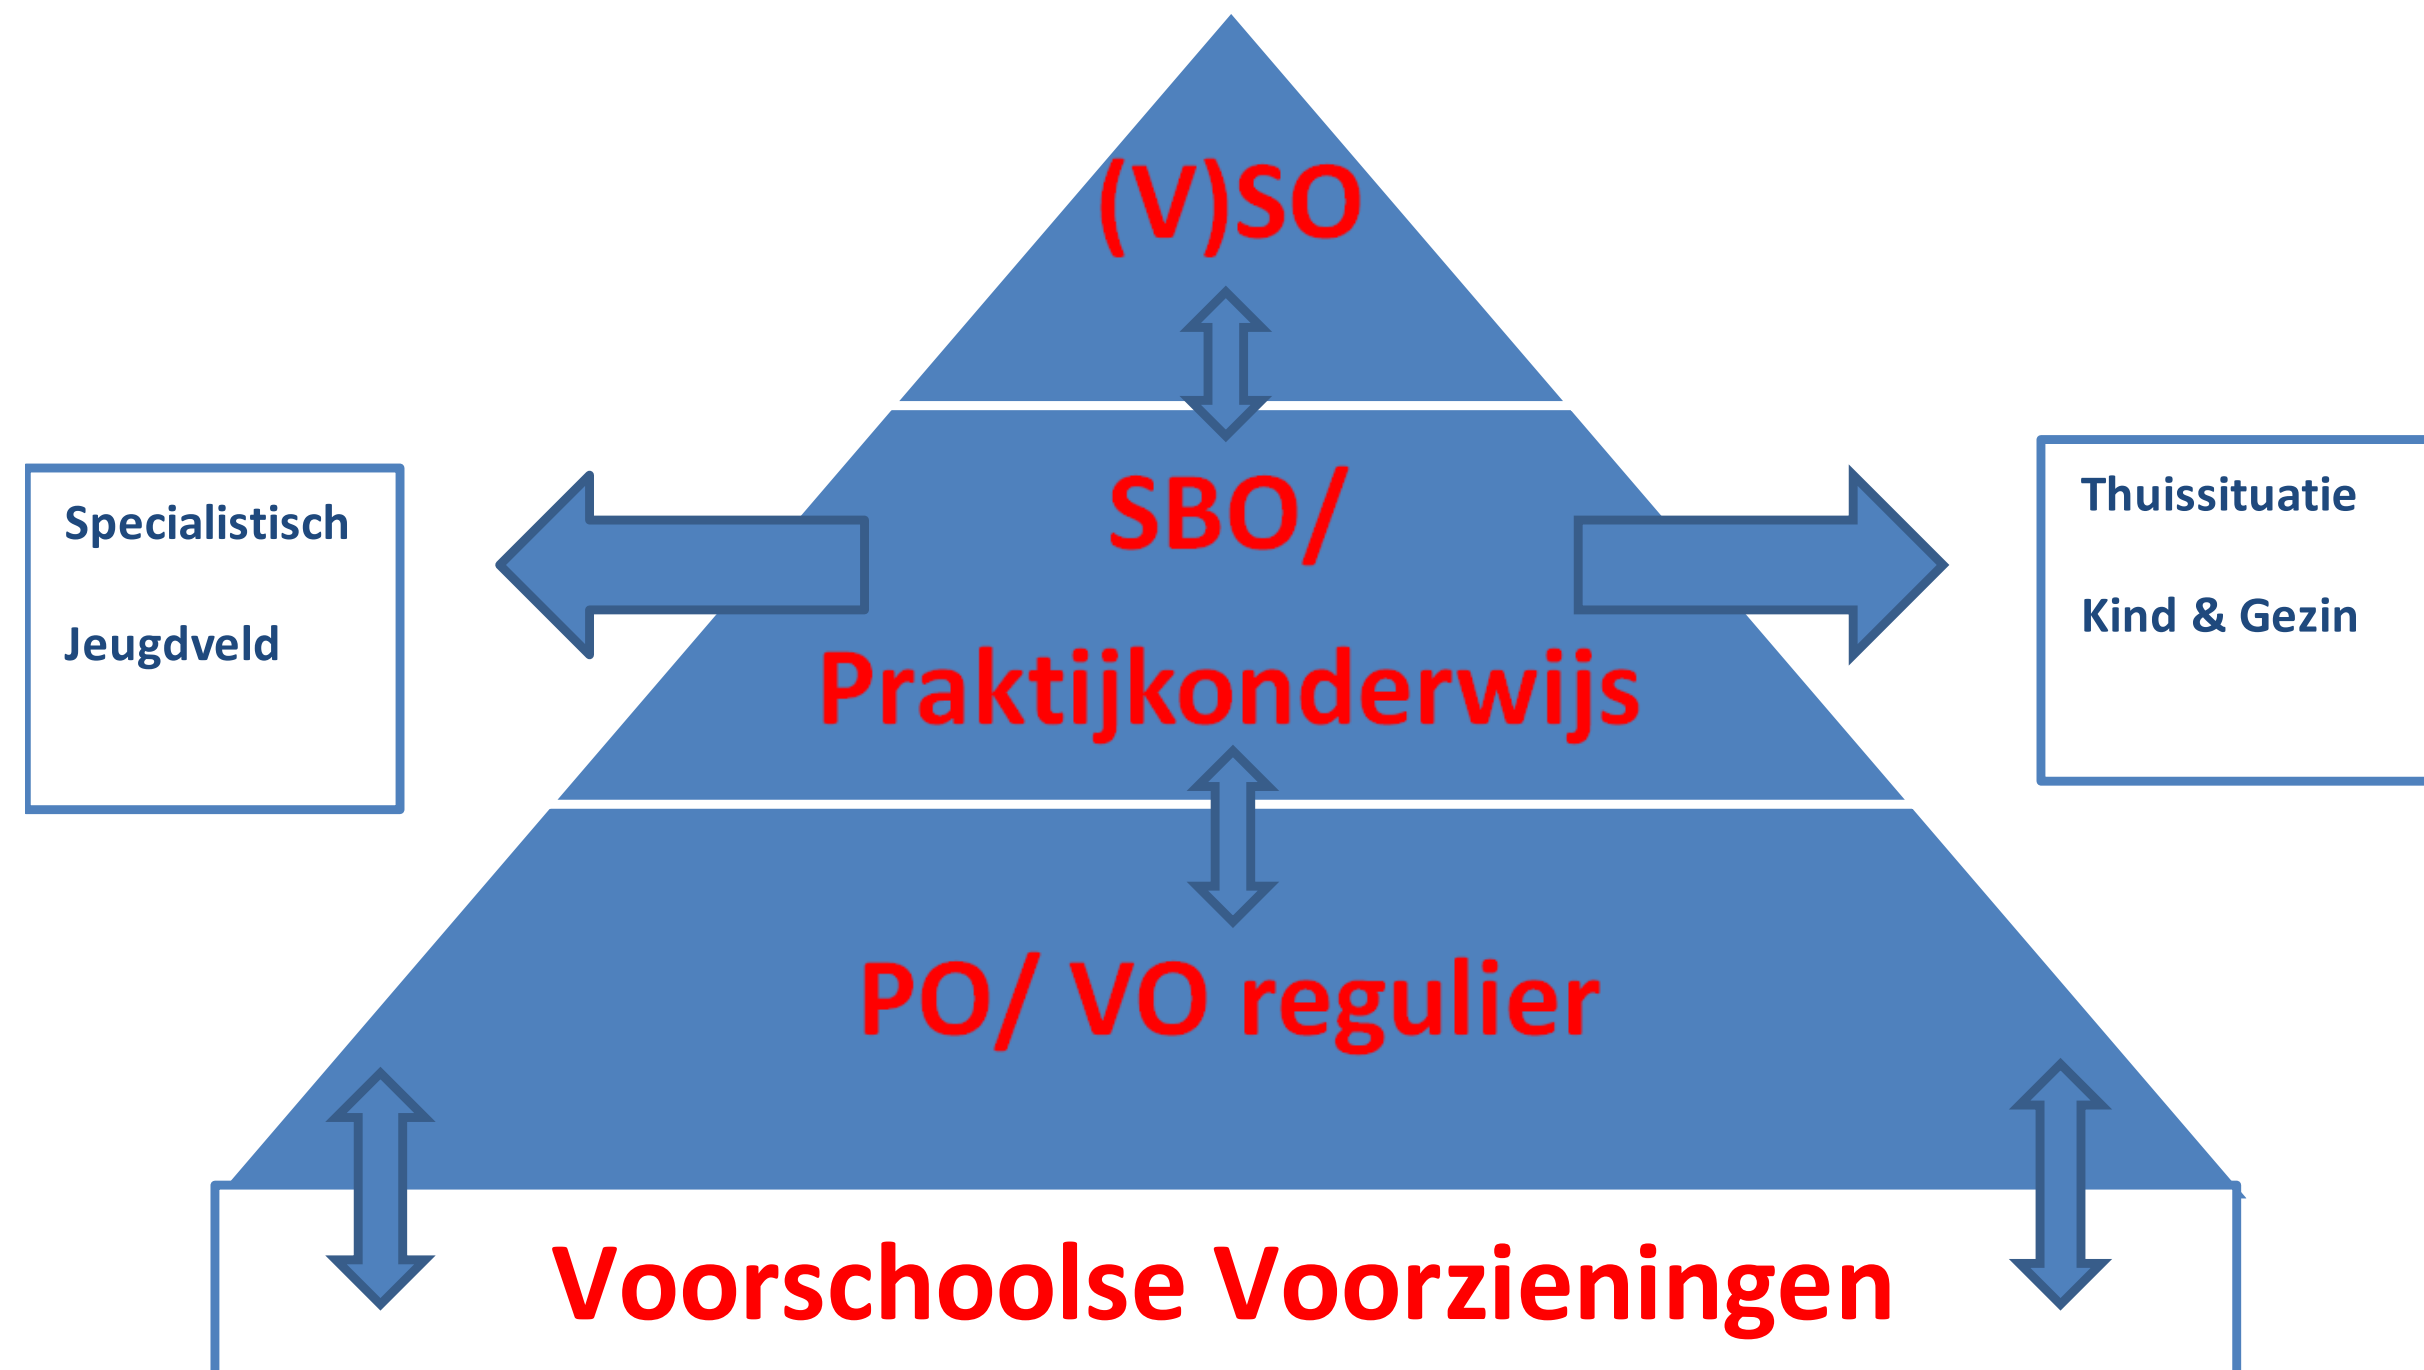 (V)SO
SBO/
Praktijkonderwijs
Specialistisch
Jeugdveld
Thuissituatie
Kind & Gezin
PO/ VO regulier
Voorschoolse Voorzieningen